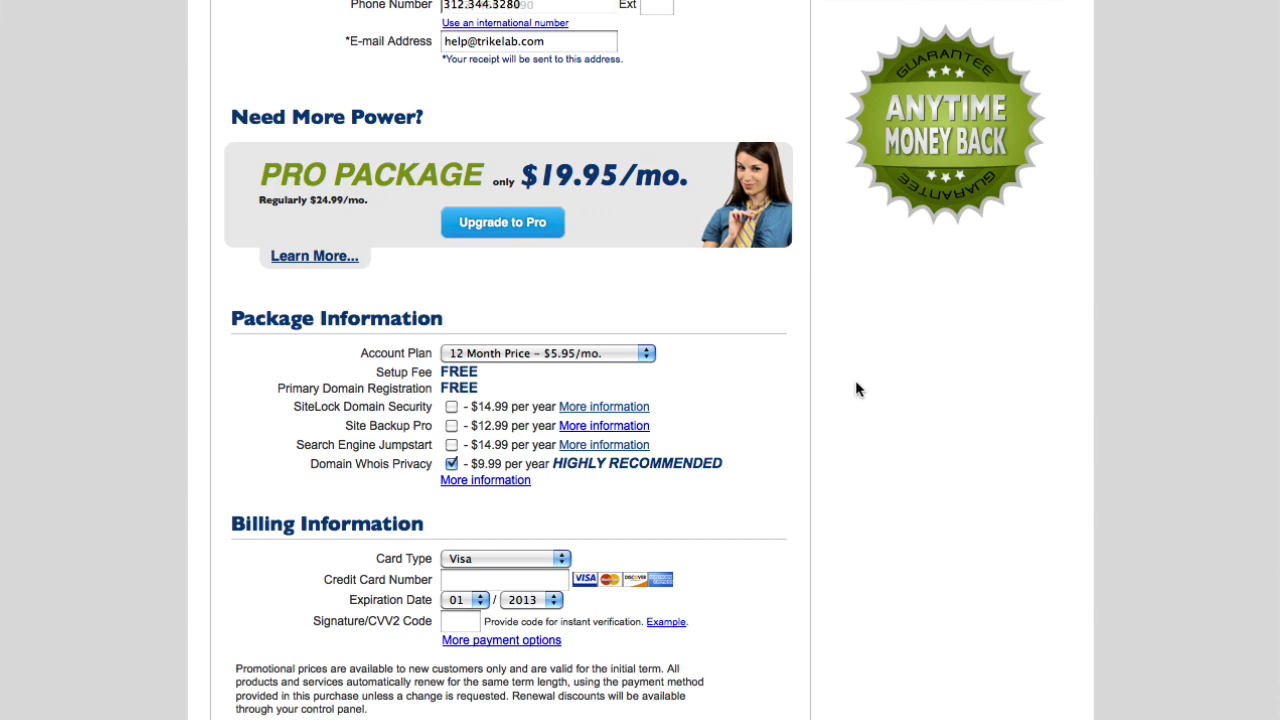 Phone Number 312.344.3280 Ext
Use an international number
*E-mail Address help@trikelab.com
*Your receipt will be sent to this address.
GUARANTEE
ANYTIME
MONEY BACK
GUARANTEE
Need More Power?
PRO PACKAGE only $19.95/mo.
Regularly $24.99/mo.
Upgrade to Pro
Learn More...
Package Information
Account Plan 12 Month Price – $5.95/mo.
Setup Fee FREE
Primary Domain Registration FREE
SiteLock Domain Security - $14.99 per year More information
Site Backup Pro - $12.99 per year More information
Search Engine Jumpstart - $14.99 per year More information
Domain Whois Privacy - $9.99 per year HIGHLY RECOMMENDED
More information
Billing Information
Card Type Visa
Credit Card Number VISA
Expiration Date 01 / 2013
Signature/CVV2 Code Provide code for instant verification. Example.
More payment options
Promotional prices are available to new customers only and are valid for the initial term. All
products and services automatically renew for the same term length, using the payment method
provided in this purchase unless a change is requested. Renewal discounts will be available
through your control panel.